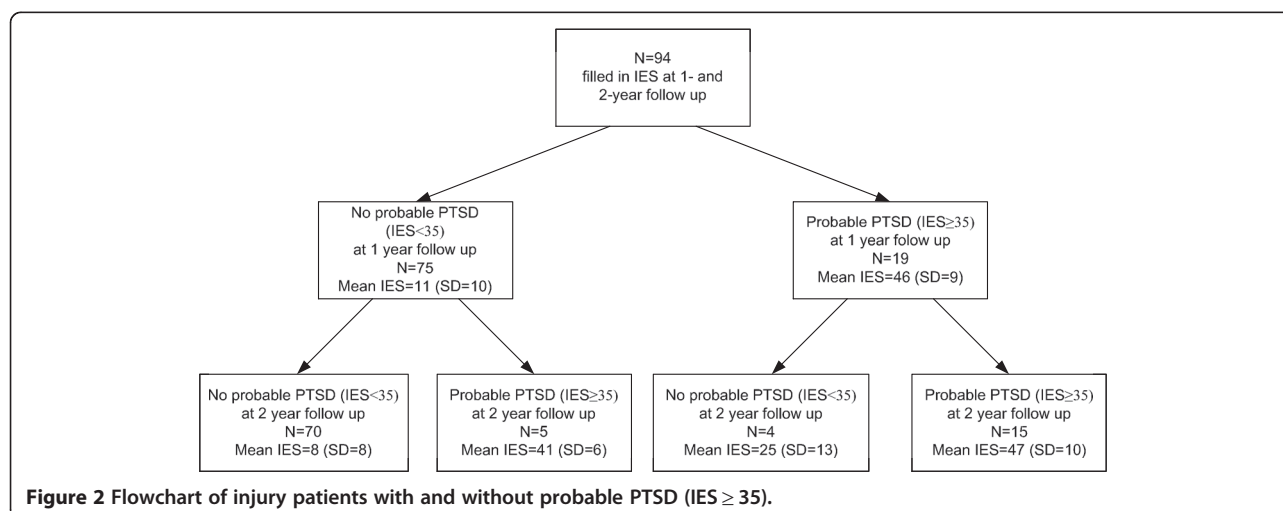 N=94
filled in IES at 1- and
2-year follow up
No probable PTSD
(IES<35)
at 1 year folow up
N=75
Mean IES=11 (SD=10)
Probable PTSD (IES≥35)
at 1 year folow up
N=19
Mean IES=46 (SD=9)
No probable PTSD (IES<35)
at 2 year follow up
N=70
Mean IES=8 (SD=8)
Probable PTSD (IES≥35)
at 2 year follow up
N=5
Mean IES=41 (SD=6)
No probable PTSD (IES<35)
at 2 year follow up
N=4
Mean IES=25 (SD=13)
Probable PTSD (IES≥35)
at 2 year follow up
N=15
Mean IES=47 (SD=10)
Figure 2 Flowchart of injury patients with and without probable PTSD (IES ≥ 35).